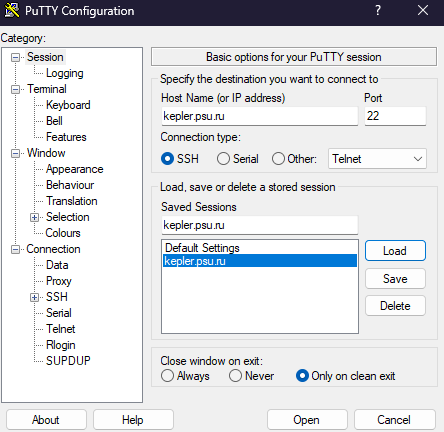 PuTTY Configuration
?
Category:
Session
Logging
Terminal
Keyboard
Bell
Features
Window
Appearance
Behaviour
Translation
Selection
Colours
Connection
Data
Proxy
SSH
Serial
Telnet
Rlogin
SUPDUP
Basic options for your PuTTY session
Specify the destination you want to connect to
Host Name (or IP address) Port
kepler.psu.ru 22
Connection type:
SSH Serial Other: Telnet
Load, save or delete a stored session
Saved Sessions
kepler.psu.ru
Default Settings
kepler.psu.ru
Load
Save
Delete
Close window on exit:
Always Never Only on clean exit
About Help Open Cancel